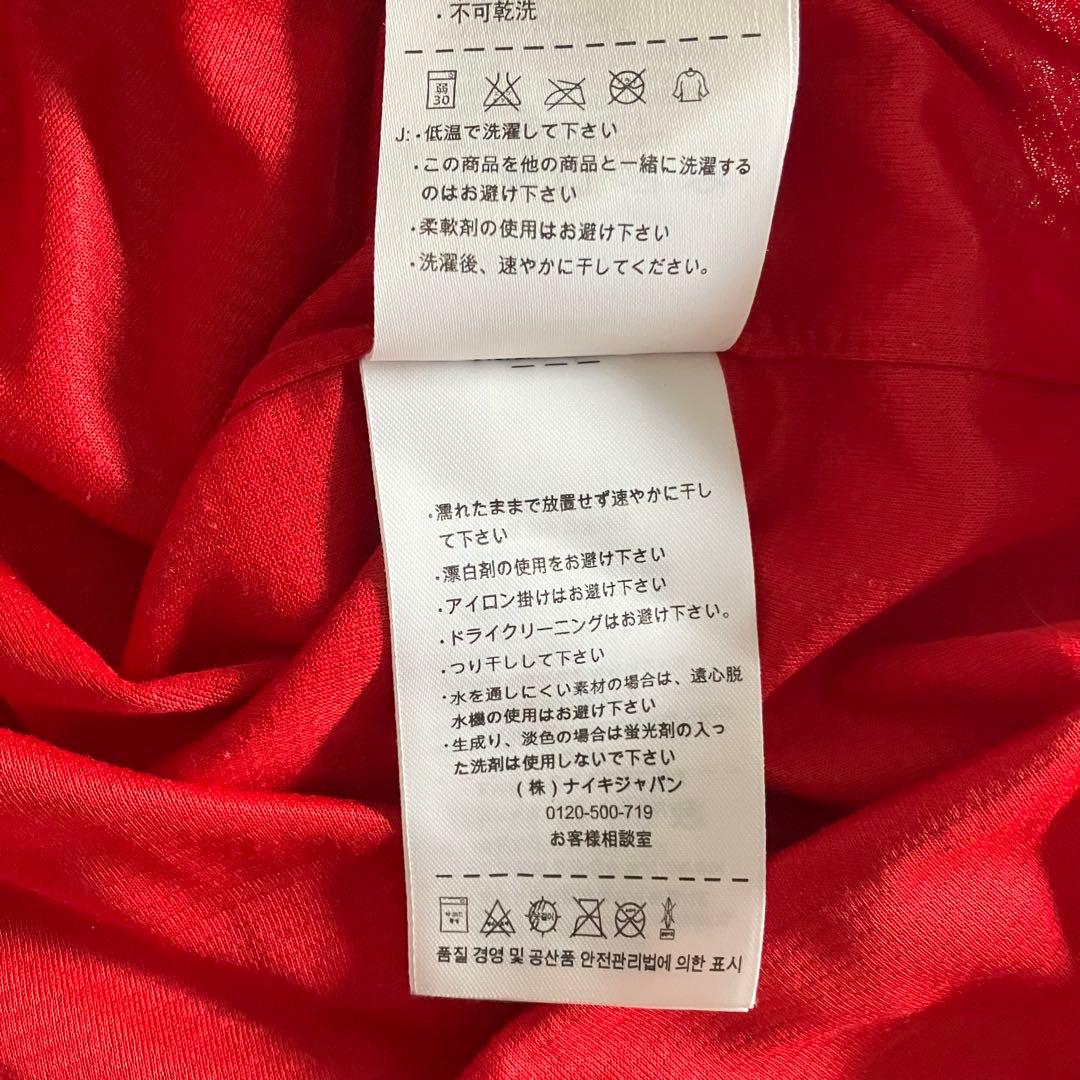 ・不可乾洗
弱
30
J:・低温で洗濯して下さい
・この商品を他の商品と一緒に洗濯する
のはお避け下さい
・柔軟剤の使用はお避け下さい
・洗濯後、速やかに干してください。
・濡れたままで放置せず速やかに干し
て下さい
・漂白剤の使用をお避け下さい
・アイロン掛けはお避け下さい
・ドライクリーニングはお避け下さい。
・つり干しして下さい
・水を通しにくい素材の場合は、遠心脱
水機の使用はお避け下さい
・生成り、淡色の場合は蛍光剤の入っ
た洗剤は使用しないで下さい
(株)ナイキジャパン
0120-500-719
お客様相談室
품질 경영 및 공산품 안전관리법에 의한 표시